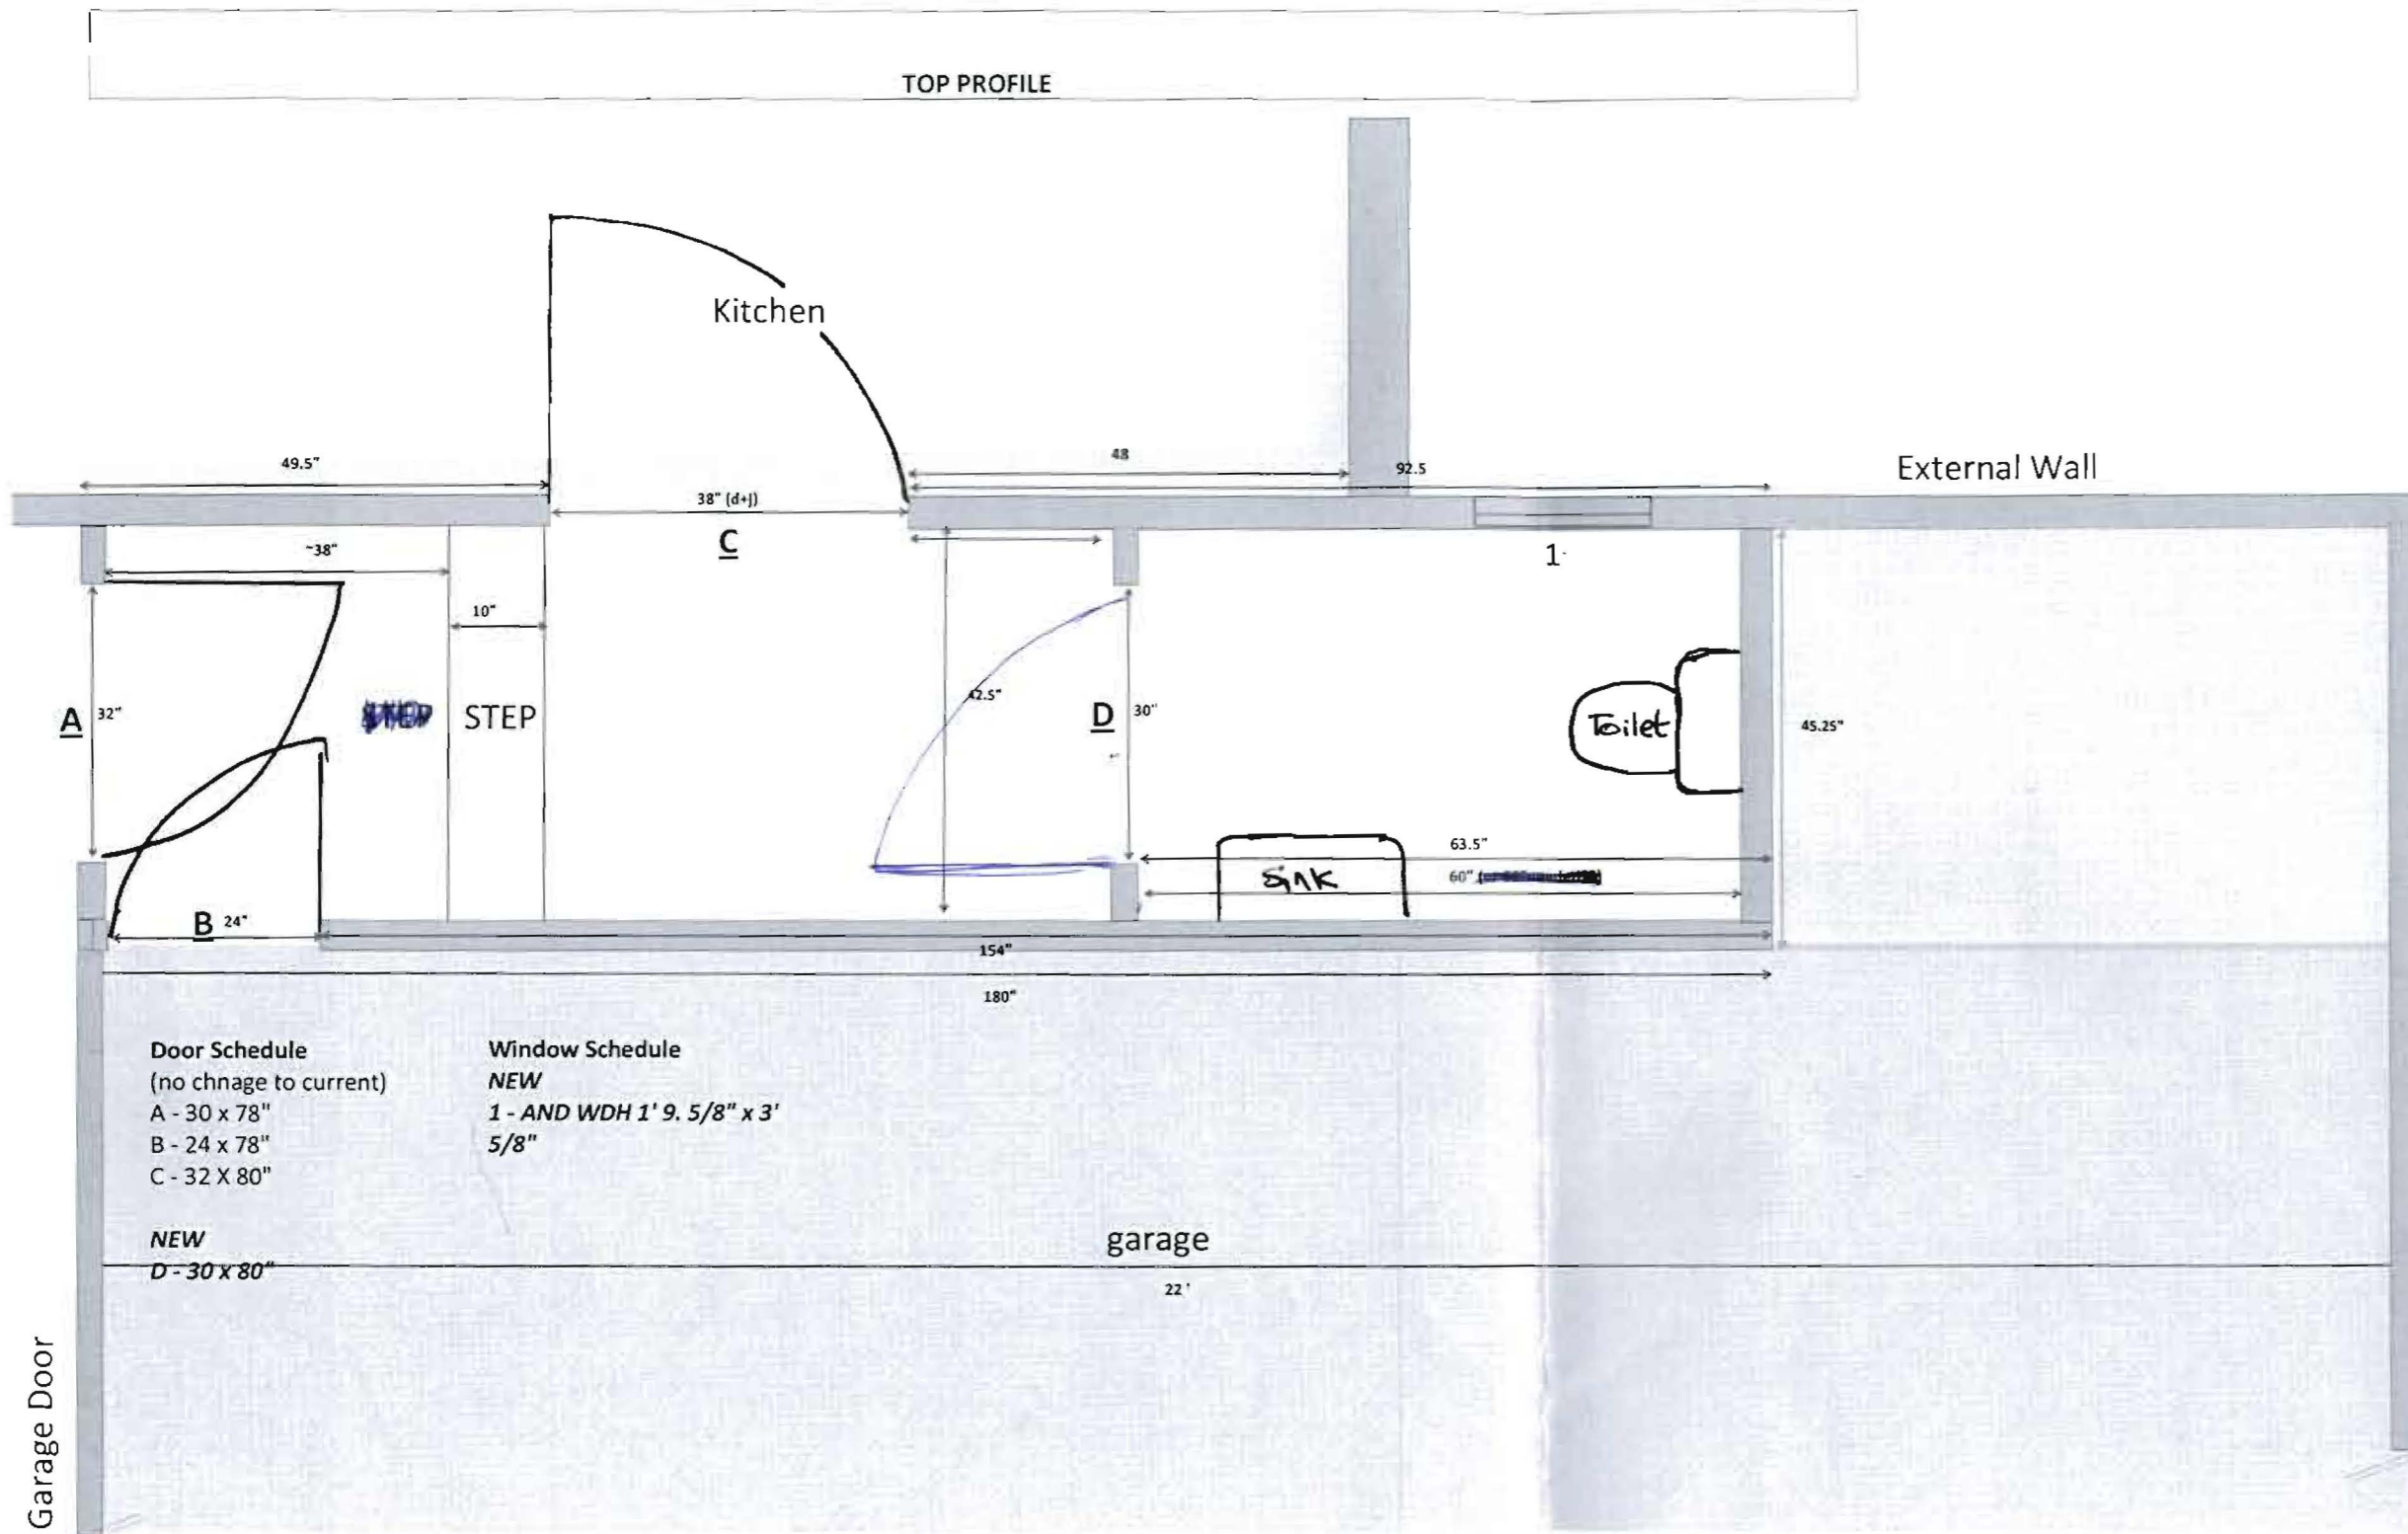 TOP PROFILE
Kitchen
49.5"
48
92.5
External Wall
38" (d+J)
C
~38"
1
10"
A
32"
STEP
42.5"
D
30"
Toilet
45.25"
63.5"
Sink
60"
B
24"
154"
180"
Door Schedule
(no chnage to current)
A - 30 x 78"
B - 24 x 78"
C - 32 X 80"
NEW
D - 30 x 80"
Window Schedule
NEW
1 - AND WDH 1' 9. 5/8" x 3'
5/8"
garage
22 '
Garage Door